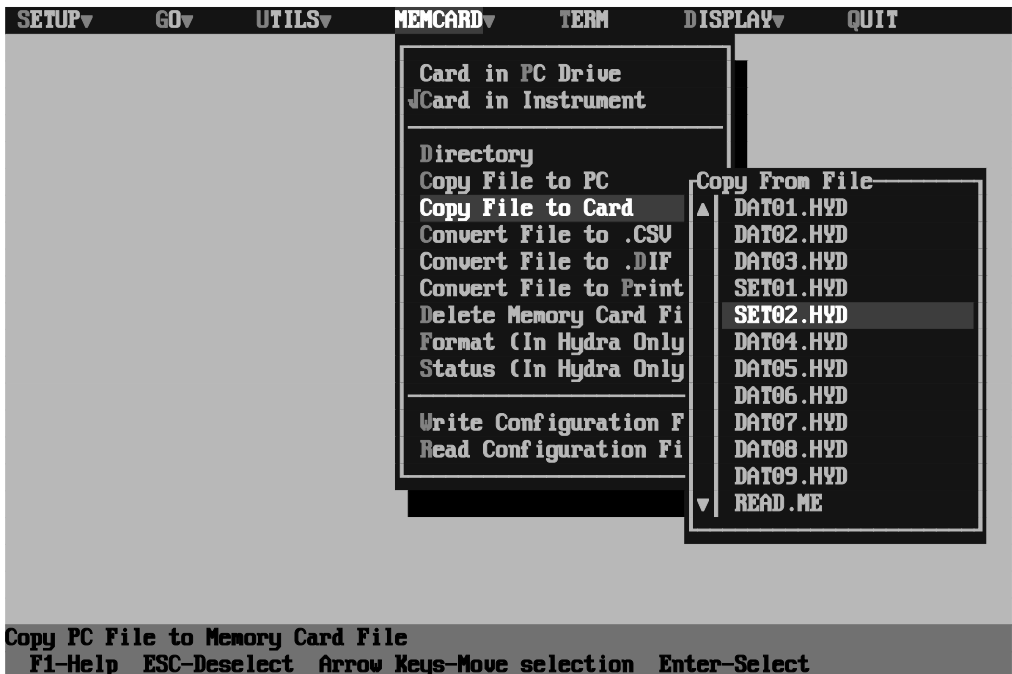 SETUP▼ GO▼ UTILS▼ MEMCARD▼ TERM DISPLAY▼ QUIT
Card in PC Drive
√Card in Instrument
Directory
Copy File to PC
Copy File to Card
Convert File to .CSV
Convert File to .DIF
Convert File to Print
Delete Memory Card Fi
Format (In Hydra Only
Status (In Hydra Only
Write Configuration F
Read Configuration Fi
Copy From File
▲ DAT01.HYD
DAT02.HYD
DAT03.HYD
SET01.HYD
SET02.HYD
DAT04.HYD
DAT05.HYD
DAT06.HYD
DAT07.HYD
DAT08.HYD
DAT09.HYD
▼ READ.ME
Copy PC File to Memory Card File
F1-Help ESC-Deselect Arrow Keys-Move selection Enter-Select